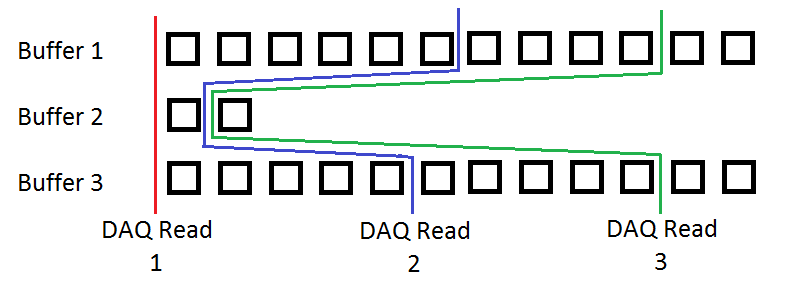 Buffer 1
Buffer 2
Buffer 3
DAQ Read
1
DAQ Read
2
DAQ Read
3